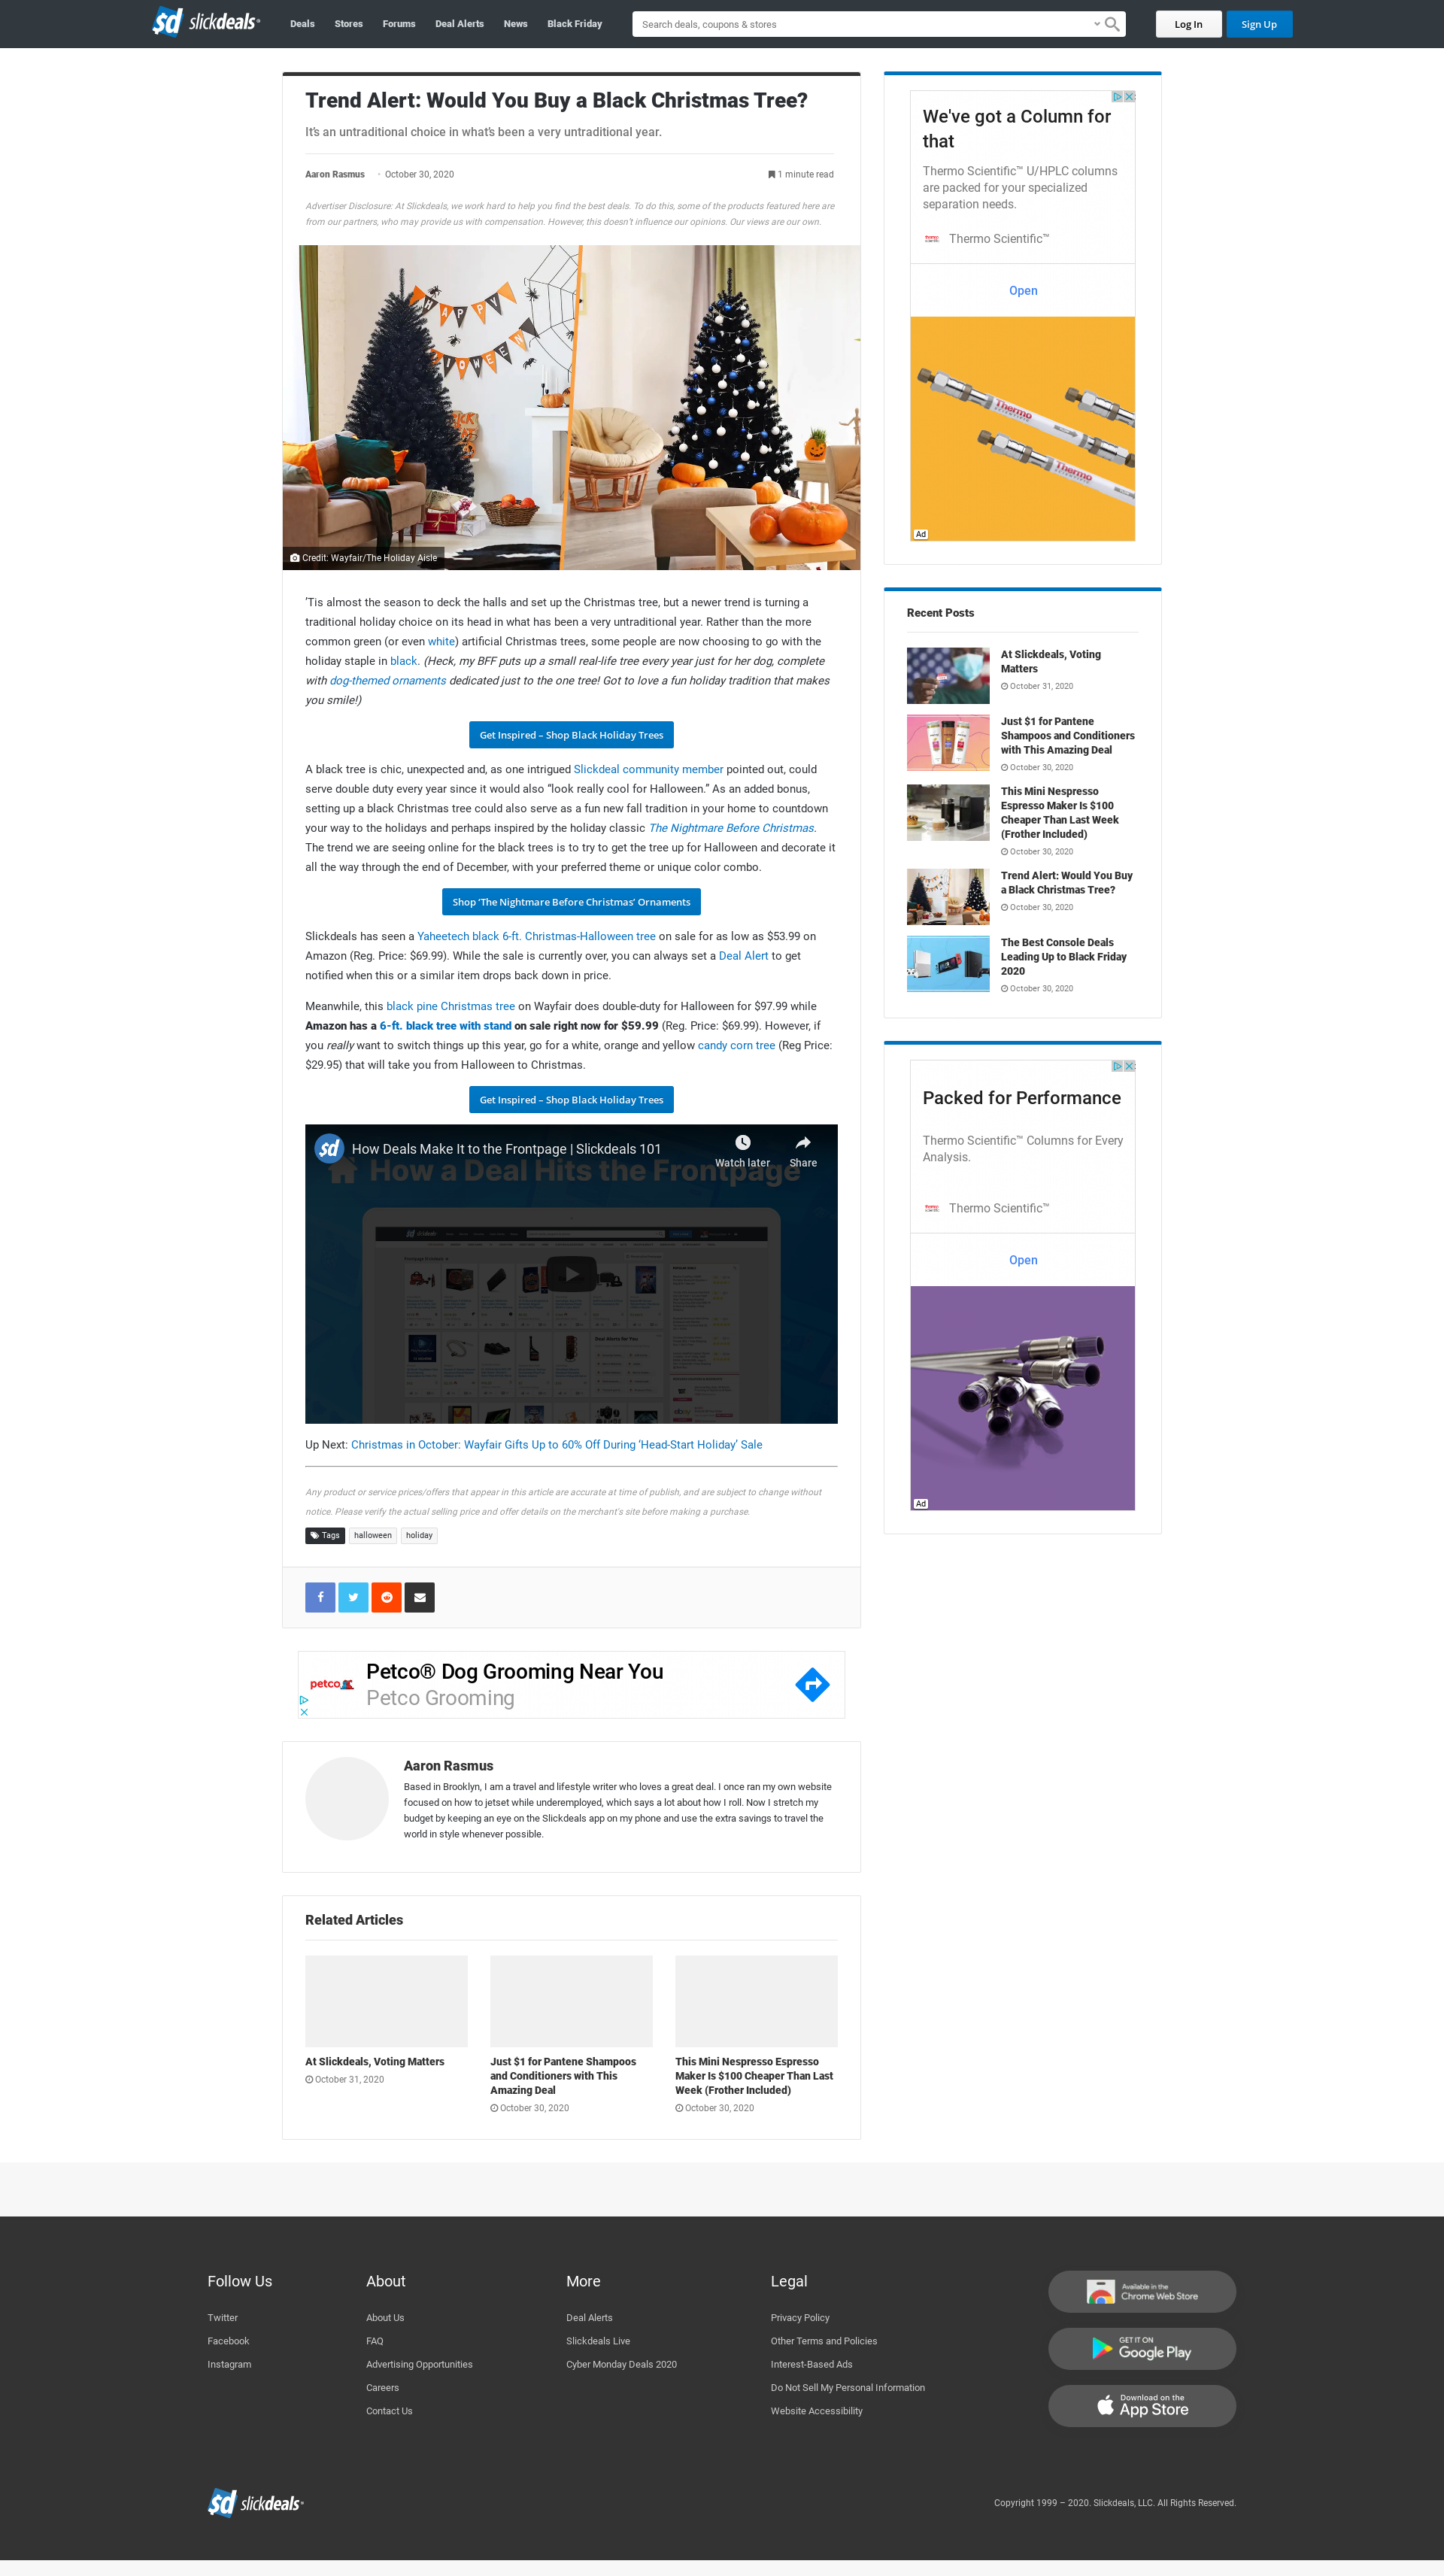 slickdeals
Deals
Stores
Forums
Deal Alerts
News
Black Friday
Search deals, coupons & stores
Log In
Sign Up
Trend Alert: Would You Buy a Black Christmas Tree?
It's an untraditional choice in what's been a very untraditional year.
Aaron Rasmus · October 30, 2020
1 minute read
Advertiser Disclosure: At Slickdeals, we work hard to help you find the best deals. To do this, some of the products featured here are
from our partners, who may provide us with compensation. However, this doesn't influence our opinions. Our views are our own.
Credit: Wayfair/The Holiday Aisle
'Tis almost the season to deck the halls and set up the Christmas tree, but a newer trend is turning a
traditional holiday choice on its head in what has been a very untraditional year. Rather than the more
common green (or even white) artificial Christmas trees, some people are now choosing to go with the
holiday staple in black. (Heck, my BFF puts up a small real-life tree every year just for her dog, complete
with dog-themed ornaments dedicated just to the one tree! Got to love a fun holiday tradition that makes
you smile!)
Get Inspired – Shop Black Holiday Trees
A black tree is chic, unexpected and, as one intrigued Slickdeal community member pointed out, could
serve double duty every year since it would also “look really cool for Halloween.” As an added bonus,
setting up a black Christmas tree could also serve as a fun new fall tradition in your home to countdown
your way to the holidays and perhaps inspired by the holiday classic The Nightmare Before Christmas.
The trend we are seeing online for the black trees is to try to get the tree up for Halloween and decorate it
all the way through the end of December, with your preferred theme or unique color combo.
Shop ‘The Nightmare Before Christmas’ Ornaments
Slickdeals has seen a Yaheetech black 6-ft. Christmas-Halloween tree on sale for as low as $53.99 on
Amazon (Reg. Price: $69.99). While the sale is currently over, you can always set a Deal Alert to get
notified when this or a similar item drops back down in price.
Meanwhile, this black pine Christmas tree on Wayfair does double-duty for Halloween for $97.99 while
Amazon has a 6-ft. black tree with stand on sale right now for $59.99 (Reg. Price: $69.99). However, if
you really want to switch things up this year, go for a white, orange and yellow candy corn tree (Reg Price:
$29.95) that will take you from Halloween to Christmas.
Get Inspired – Shop Black Holiday Trees
How Deals Make It to the Frontpage | Slickdeals 101
Watch later
Share
How a Deal Hits the Frontpage
Up Next: Christmas in October: Wayfair Gifts Up to 60% Off During ‘Head-Start Holiday’ Sale
Any product or service prices/offers that appear in this article are accurate at time of publish, and are subject to change without
notice. Please verify the actual selling price and offer details on the merchant's site before making a purchase.
Tags
halloween
holiday
petco
Petco® Dog Grooming Near You
Petco Grooming
Aaron Rasmus
Based in Brooklyn, I am a travel and lifestyle writer who loves a great deal. I once ran my own website
focused on how to jetset while underemployed, which says a lot about how I roll. Now I stretch my
budget by keeping an eye on the Slickdeals app on my phone and use the extra savings to travel the
world in style whenever possible.
Related Articles
At Slickdeals, Voting Matters
October 31, 2020
Just $1 for Pantene Shampoos
and Conditioners with This
Amazing Deal
October 30, 2020
This Mini Nespresso Espresso
Maker Is $100 Cheaper Than Last
Week (Frother Included)
October 30, 2020
We've got a Column for
that
Thermo Scientific™ U/HPLC columns
are packed for your specialized
separation needs.
Thermo Scientific™
Open
Thermo
Thermo
Ad
Recent Posts
At Slickdeals, Voting
Matters
October 31, 2020
Just $1 for Pantene
Shampoos and Conditioners
with This Amazing Deal
October 30, 2020
This Mini Nespresso
Espresso Maker Is $100
Cheaper Than Last Week
(Frother Included)
October 30, 2020
Trend Alert: Would You Buy
a Black Christmas Tree?
October 30, 2020
The Best Console Deals
Leading Up to Black Friday
2020
October 30, 2020
Packed for Performance
Thermo Scientific™ Columns for Every
Analysis.
Thermo Scientific™
Open
Ad
Follow Us
Twitter
Facebook
Instagram
About
About Us
FAQ
Advertising Opportunities
Careers
Contact Us
More
Deal Alerts
Slickdeals Live
Cyber Monday Deals 2020
Legal
Privacy Policy
Other Terms and Policies
Interest-Based Ads
Do Not Sell My Personal Information
Website Accessibility
Available in the
Chrome Web Store
GET IT ON
Google Play
Download on the
App Store
slickdeals
Copyright 1999 – 2020. Slickdeals, LLC. All Rights Reserved.